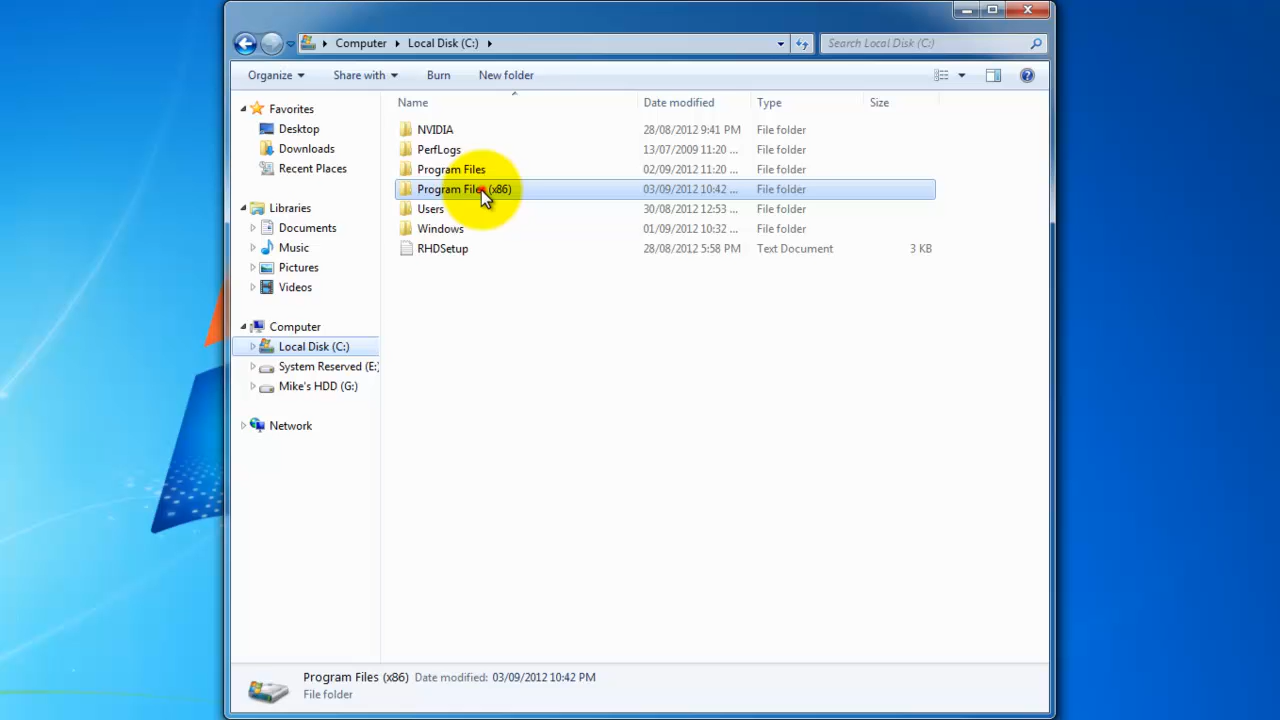 Computer Local Disk (C:) Search Local Disk (C:)
Organize Share with Burn New folder
Name Date modified Type Size
Favorites
Desktop
Downloads
Recent Places
Libraries
Documents
Music
Pictures
Videos
Computer
Local Disk (C:)
System Reserved (E:)
Mike's HDD (G:)
Network
NVIDIA 28/08/2012 9:41 PM File folder
PerfLogs 13/07/2009 11:20 ... File folder
Program Files 02/09/2012 11:20 ... File folder
Program Files (x86) 03/09/2012 10:42 ... File folder
Users 30/08/2012 12:53 ... File folder
Windows 01/09/2012 10:32 ... File folder
RHDSetup 28/08/2012 5:58 PM Text Document 3 KB
Program Files (x86) Date modified: 03/09/2012 10:42 PM
File folder